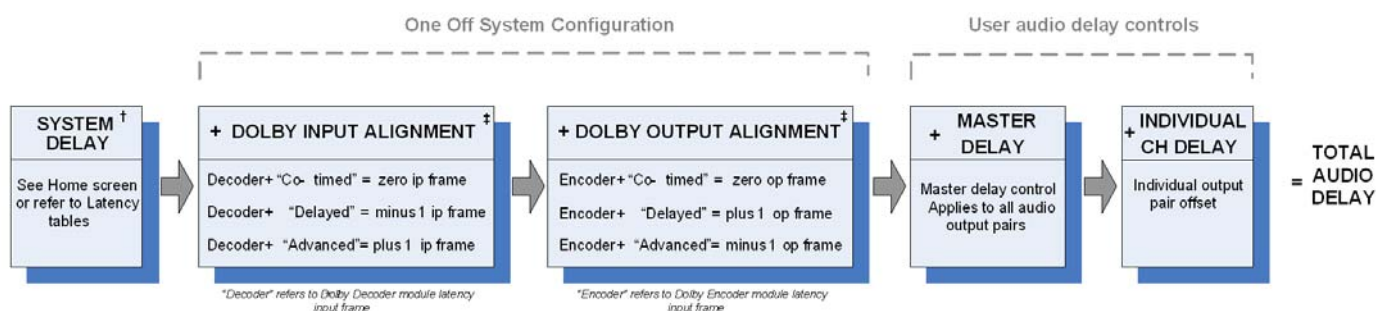 One Off System Configuration
User audio delay controls
SYSTEM †
DELAY
See Home screen
or refer to Latency
tables
+ DOLBY INPUT ALIGNMENT ‡
Decoder+ "Co- timed" = zero ip frame
Decoder+ "Delayed" = minus 1 ip frame
Decoder+ "Advanced"= plus 1 ip frame
"Decoder" refers to Dolby Decoder module latency
input frame
+ DOLBY OUTPUT ALIGNMENT ‡
Encoder+ "Co- timed" = zero op frame
Encoder+ "Delayed" = plus 1 op frame
Encoder+ "Advanced"= minus 1 op frame
"Encoder" refers to Dolby Encoder module latency
input frame
+ MASTER
DELAY
Master delay control
Applies to all audio
output pairs
+ INDIVIDUAL
CH DELAY
Individual output
pair offset
TOTAL
= AUDIO
DELAY